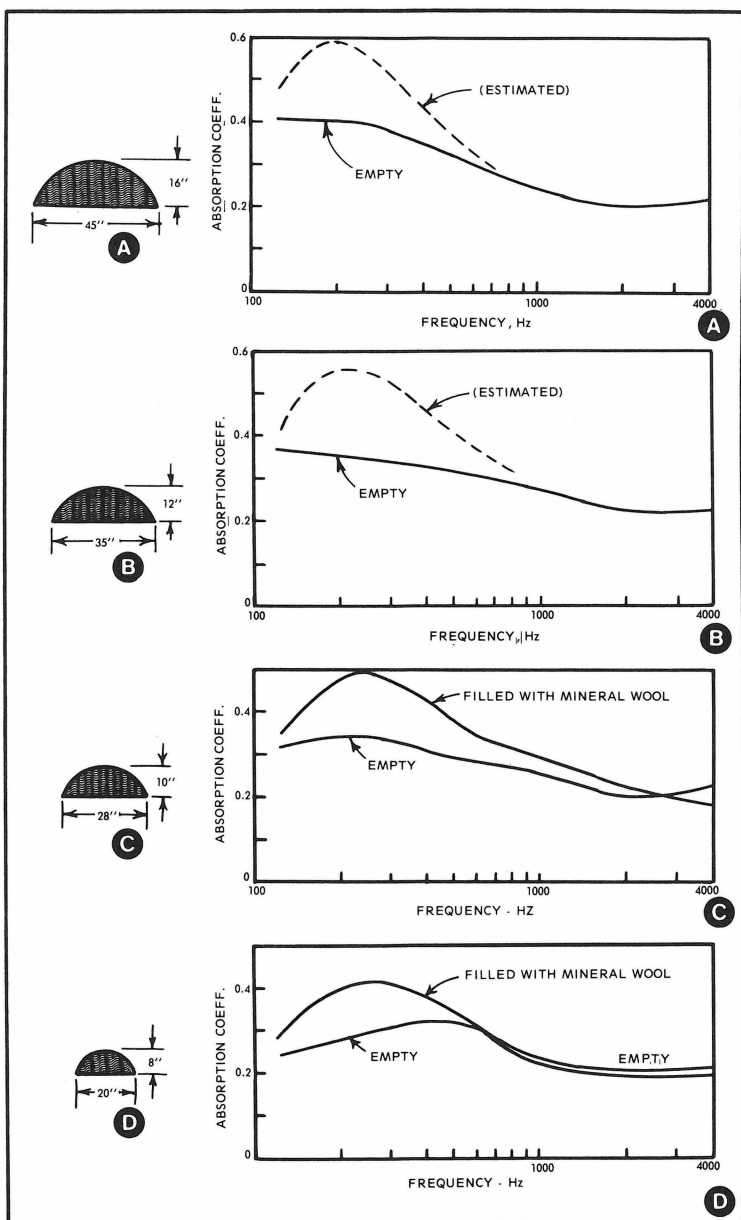 0.6
(ESTIMATED)
0.4
EMPTY
ABSORPTION COEFF.
0.2
0
100
1000
4000
FREQUENCY, Hz
A
16"
45"
A
0.6
(ESTIMATED)
0.4
EMPTY
ABSORPTION COEFF.
0.2
0
100
1000
4000
FREQUENCY, Hz
B
12"
35"
B
FILLED WITH MINERAL WOOL
0.4
EMPTY
ABSORPTION COEFF.
0.2
0
100
1000
4000
FREQUENCY - HZ
C
10"
28"
C
FILLED WITH MINERAL WOOL
0.4
EMPTY
EMPTY
ABSORPTION COEFF.
0.2
0
100
1000
4000
FREQUENCY - HZ
D
8"
20"
D